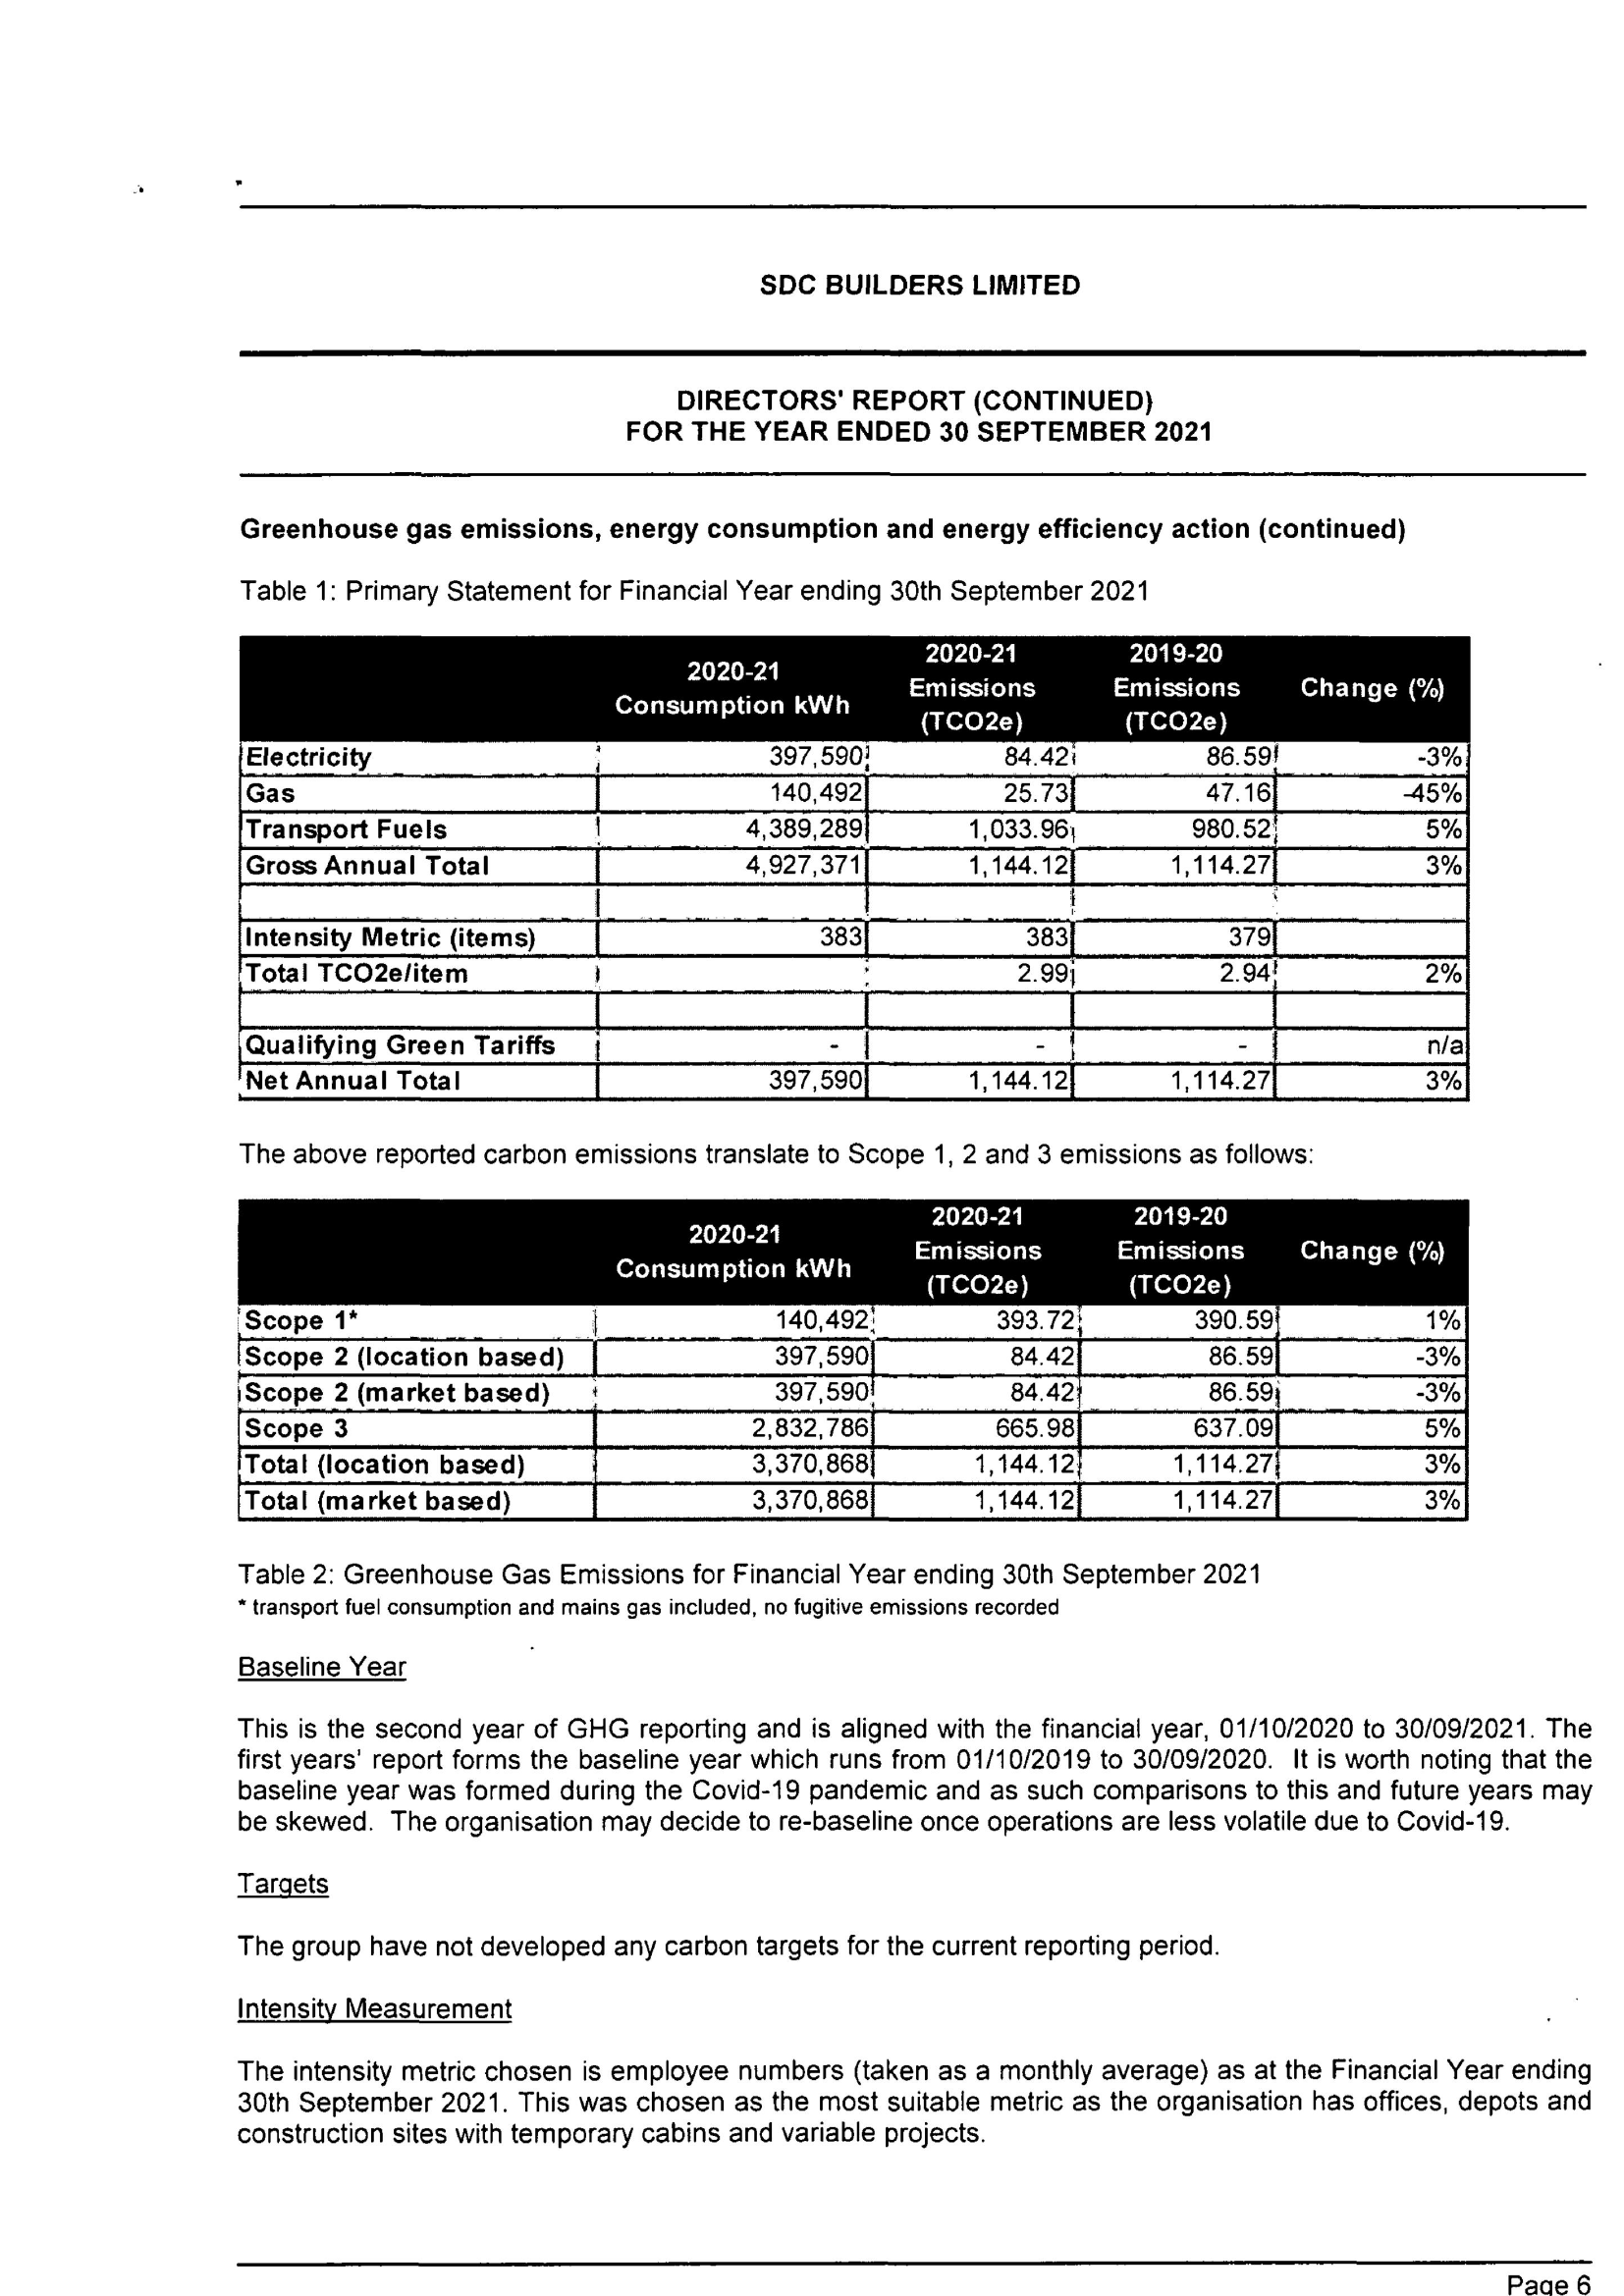 SDC BUILDERS LIMITED
DIRECTORS' REPORT (CONTINUED)
FOR THE YEAR ENDED 30 SEPTEMBER 2021
Greenhouse gas emissions, energy consumption and energy efficiency action (continued)
Table 1: Primary Statement for Financial Year ending 30th September 2021
2020-21 Consumption kWh 2020-21 Emissions (TCO2e) 2019-20 Emissions (TCO2e) Change (%)
Electricity 397,590 84.42 86.59 -3%
Gas 140,492 25.73 47.16 -45%
Transport Fuels 4,389,289 1,033.96 980.52 5%
Gross Annual Total 4,927,371 1,144.12 1,114.27 3%
Intensity Metric (items) 383 383 379
Total TCO2e/item 2.99 2.94 2%
Qualifying Green Tariffs - - - n/a
Net Annual Total 397,590 1,144.12 1,114.27 3%
The above reported carbon emissions translate to Scope 1, 2 and 3 emissions as follows:
2020-21 Consumption kWh 2020-21 Emissions (TCO2e) 2019-20 Emissions (TCO2e) Change (%)
Scope 1* 140,492 393.72 390.59 1%
Scope 2 (location based) 397,590 84.42 86.59 -3%
Scope 2 (market based) 397,590 84.42 86.59 -3%
Scope 3 2,832,786 665.98 637.09 5%
Total (location based) 3,370,868 1,144.12 1,114.27 3%
Total (market based) 3,370,868 1,144.12 1,114.27 3%
Table 2: Greenhouse Gas Emissions for Financial Year ending 30th September 2021
* transport fuel consumption and mains gas included, no fugitive emissions recorded
Baseline Year
This is the second year of GHG reporting and is aligned with the financial year, 01/10/2020 to 30/09/2021. The
first years' report forms the baseline year which runs from 01/10/2019 to 30/09/2020. It is worth noting that the
baseline year was formed during the Covid-19 pandemic and as such comparisons to this and future years may
be skewed. The organisation may decide to re-baseline once operations are less volatile due to Covid-19.
Targets
The group have not developed any carbon targets for the current reporting period.
Intensity Measurement
The intensity metric chosen is employee numbers (taken as a monthly average) as at the Financial Year ending
30th September 2021. This was chosen as the most suitable metric as the organisation has offices, depots and
construction sites with temporary cabins and variable projects.
Page 6